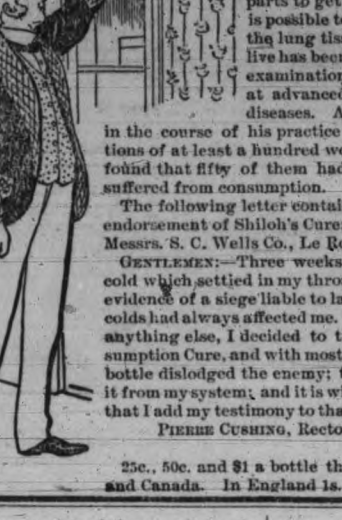 parts to get
is possible to
the lung tis
live has been
examination
at advanced
diseases. A
in the course of his practice
tions of at least a hundred wo
found that fifty of them had
suffered from consumption.
The following letter contai
endorsement of Shiloh's Cure:
Messrs. S. C. Wells Co., Le Ro
GENTLEMEN:—Three weeks
cold which settled in my thro
evidence of a siege liable to la
colds had always affected me.
anything else, I decided to t
sumption Cure, and with most
bottle dislodged the enemy; t
it from my system; and it is wi
that I add my testimony to tha
PIERRE CUSHING, Recto
25c., 50c. and $1 a bottle th
and Canada. In England 1s.